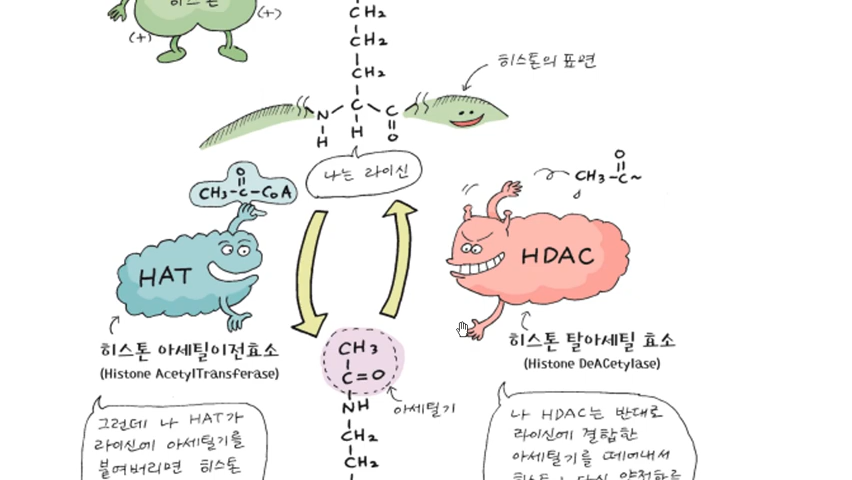 히스톤
(+)
(+)
CH₂
CH₂
CH₂
C
N
C
H
H
O
히스톤의 표면
나는 라이신
O
CH₃-C-CoA
O
CH₃-C~
HAT
HDAC
히스톤 아세틸이전효소
(Histone AcetylTransferase)
히스톤 탈아세틸 효소
(Histone DeACetylase)
CH₃
C=O
NH
CH₂
CH₂
아세틸기
그런데 나 HAT가
라이신에 아세틸기를
붙여버리면 히스톤
나 HDAC는 반대로
라이신에 결합한
아세틸기를 떼어내서